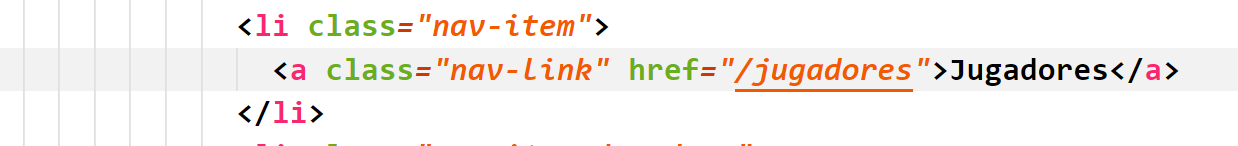 <li class="nav-item">
<a class="nav-link" href="/jugadores">Jugadores</a>
</li>